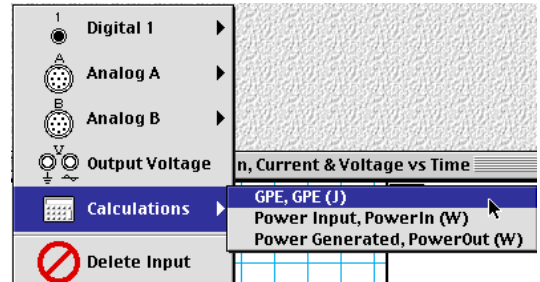 1
Digital 1
A
Analog A
B
Analog B
V
Output Voltage
n, Current & Voltage vs Time
Calculations
GPE, GPE (J)
Power Input, PowerIn (W)
Power Generated, PowerOut (W)
Delete Input